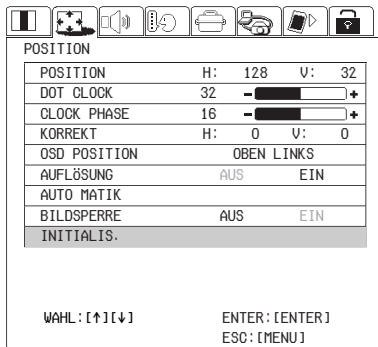 POSITION
POSITION H: 128 V: 32
DOT CLOCK 32 - +
CLOCK PHASE 16 - +
KORREKT H: 0 V: 0
OSD POSITION OBEN LINKS
AUFLöSUNG AUS EIN
AUTO MATIK
BILDSPERRE AUS EIN
INITIALIS.
WAHL:[↑][↓] ENTER:[ENTER]
ESC:[MENU]